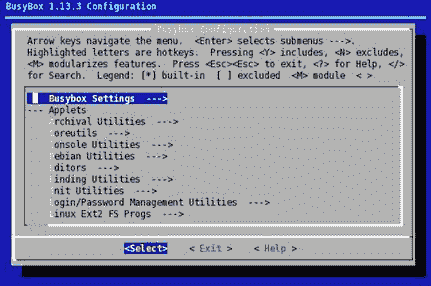 BusyBox 1.13.3 Configuration
Busybox Configuration
Arrow keys navigate the menu.  <Enter> selects submenus --->.
Highlighted letters are hotkeys.  Pressing <Y> includes, <N> excludes,
<M> modularizes features.  Press <Esc><Esc> to exit, <?> for Help, </>
for Search.  Legend: [*] built-in  [ ] excluded  <M> module  < >
Busybox Settings  --->
--- Applets
rchival Utilities  --->
oreutils  --->
onsole Utilities  --->
ebian Utilities  --->
ditors  --->
inding Utilities  --->
nit Utilities  --->
ogin/Password Management Utilities  --->
inux Ext2 FS Progs  --->
<Select>    < Exit >    < Help >